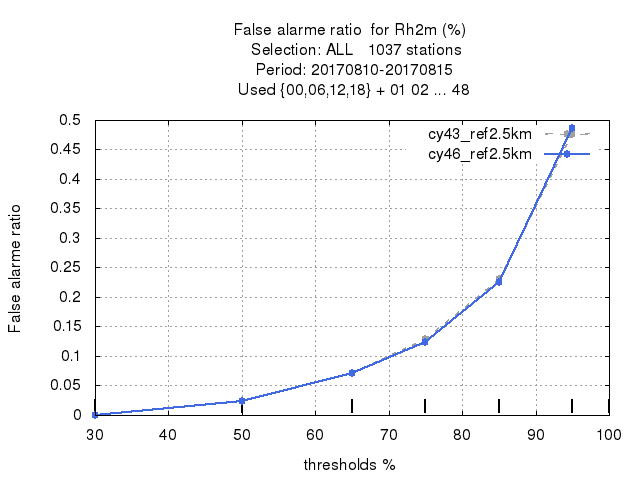 False alarme ratio for Rh2m (%)
Selection: ALL 1037 stations
Period: 20170810-20170815
Used {00,06,12,18} + 01 02 ... 48
cy43_ref2.5km
cy46_ref2.5km
False alarme ratio
0.5
0.45
0.4
0.35
0.3
0.25
0.2
0.15
0.1
0.05
0
30 40 50 60 70 80 90 100
thresholds %